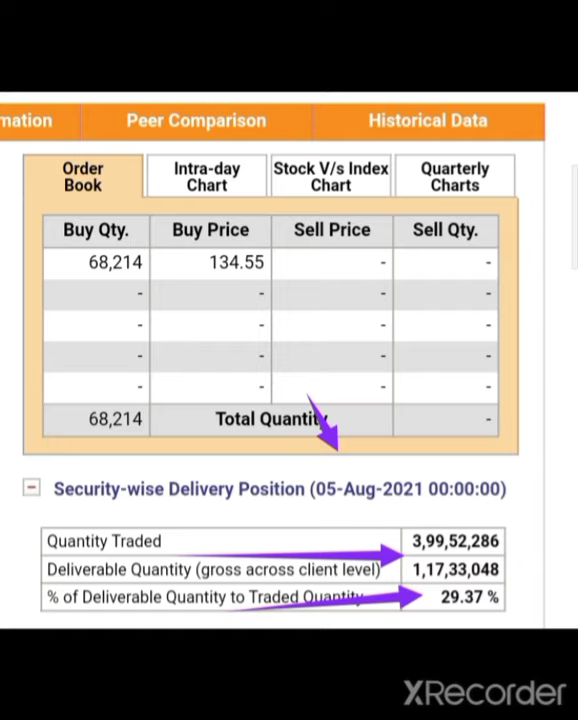 mation Peer Comparison Historical Data
Order Book Intra-day Chart Stock V/s Index Chart Quarterly Charts
Buy Qty. Buy Price Sell Price Sell Qty.
68,214 134.55 - -
- - - -
- - - -
- - - -
- - - -
68,214 Total Quantity -
Security-wise Delivery Position (05-Aug-2021 00:00:00)
Quantity Traded 3,99,52,286
Deliverable Quantity (gross across client level) 1,17,33,048
% of Deliverable Quantity to Traded Quantity 29.37 %
XRecorder